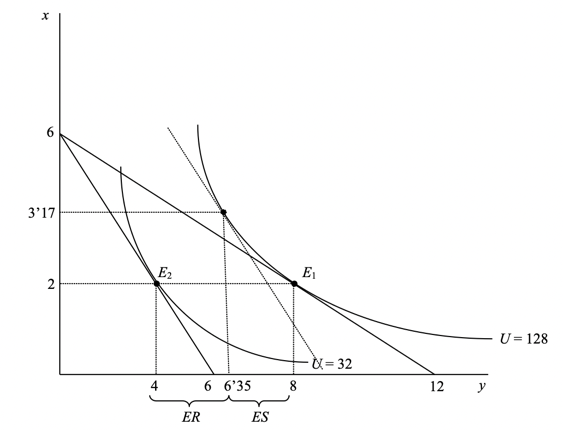 x
6
3’17
E2
E1
2
U = 128
U = 32
4 6 6’35 8 12 y
ER ES